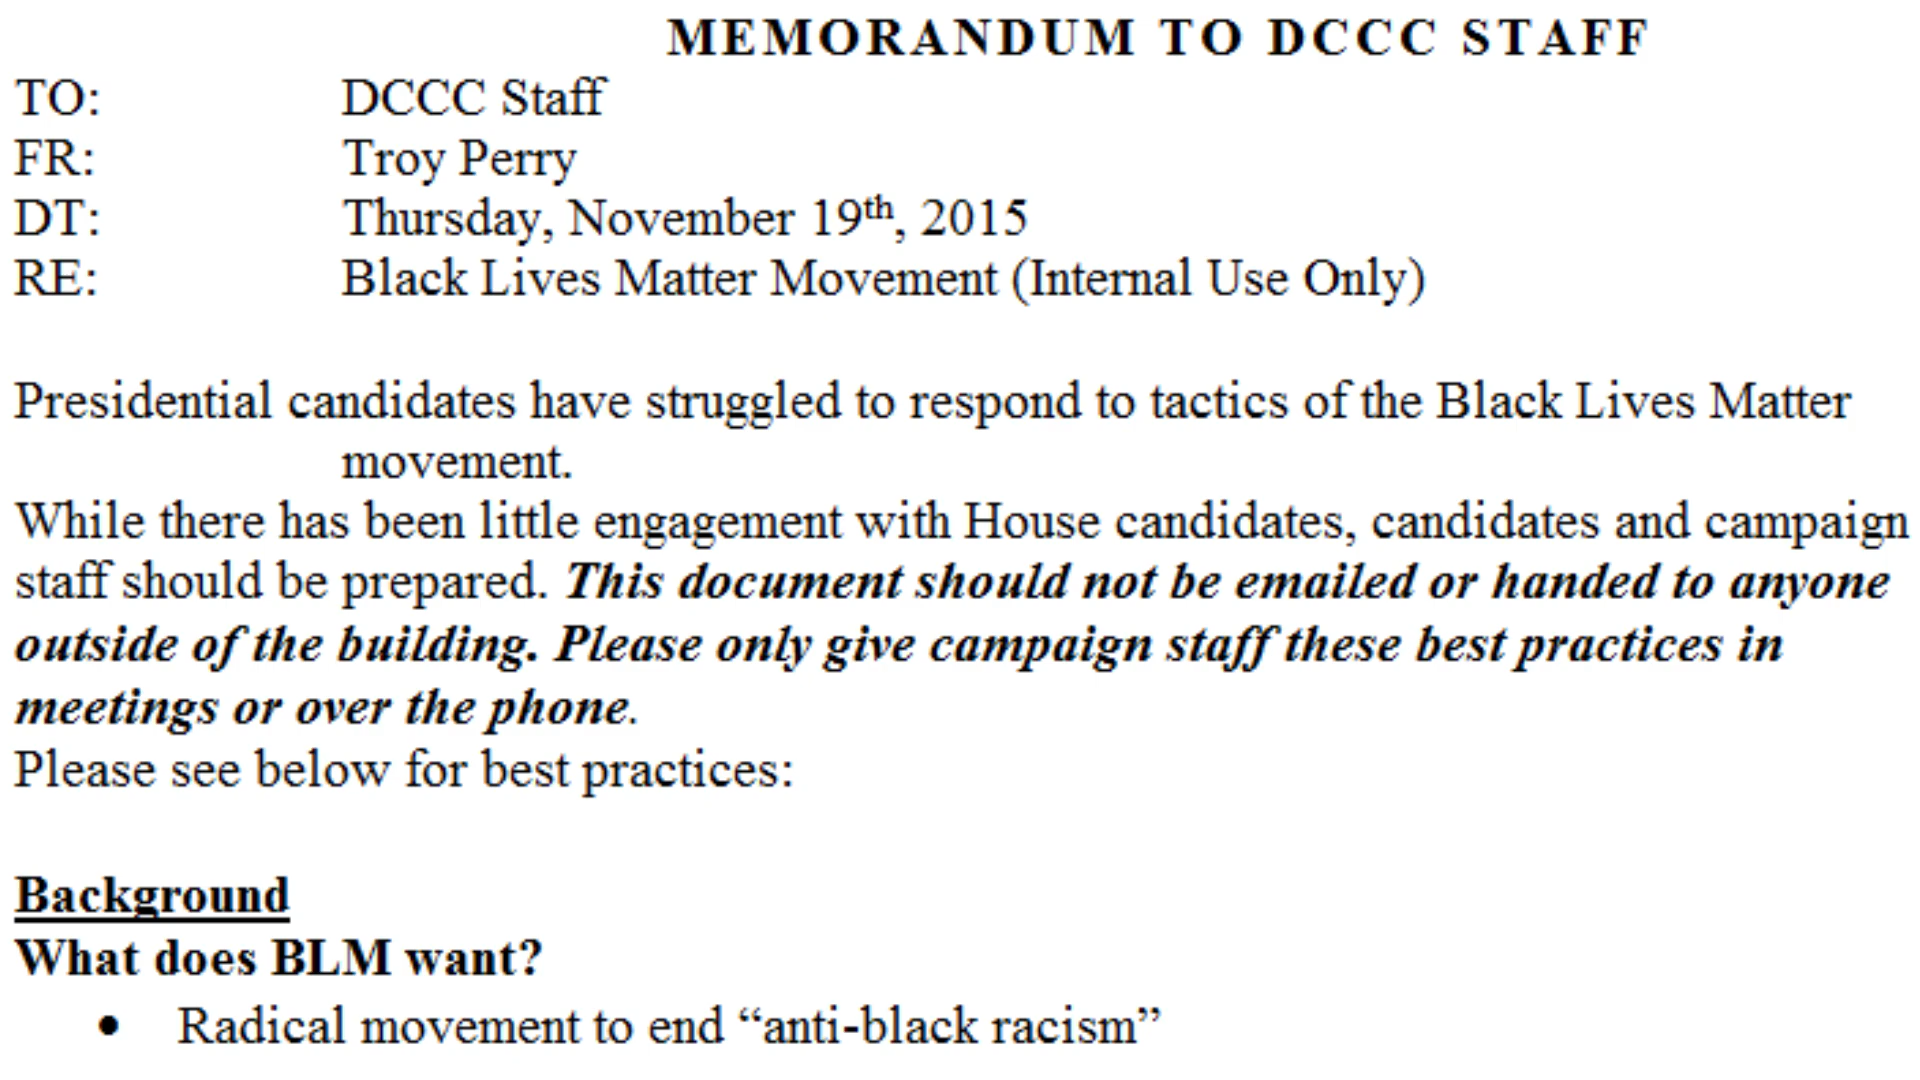 MEMORANDUM TO DCCC STAFF
TO: DCCC Staff
FR: Troy Perry
DT: Thursday, November 19th, 2015
RE: Black Lives Matter Movement (Internal Use Only)
Presidential candidates have struggled to respond to tactics of the Black Lives Matter
movement.
While there has been little engagement with House candidates, candidates and campaign
staff should be prepared. This document should not be emailed or handed to anyone
outside of the building. Please only give campaign staff these best practices in
meetings or over the phone.
Please see below for best practices:
Background
What does BLM want?
• Radical movement to end “anti-black racism”